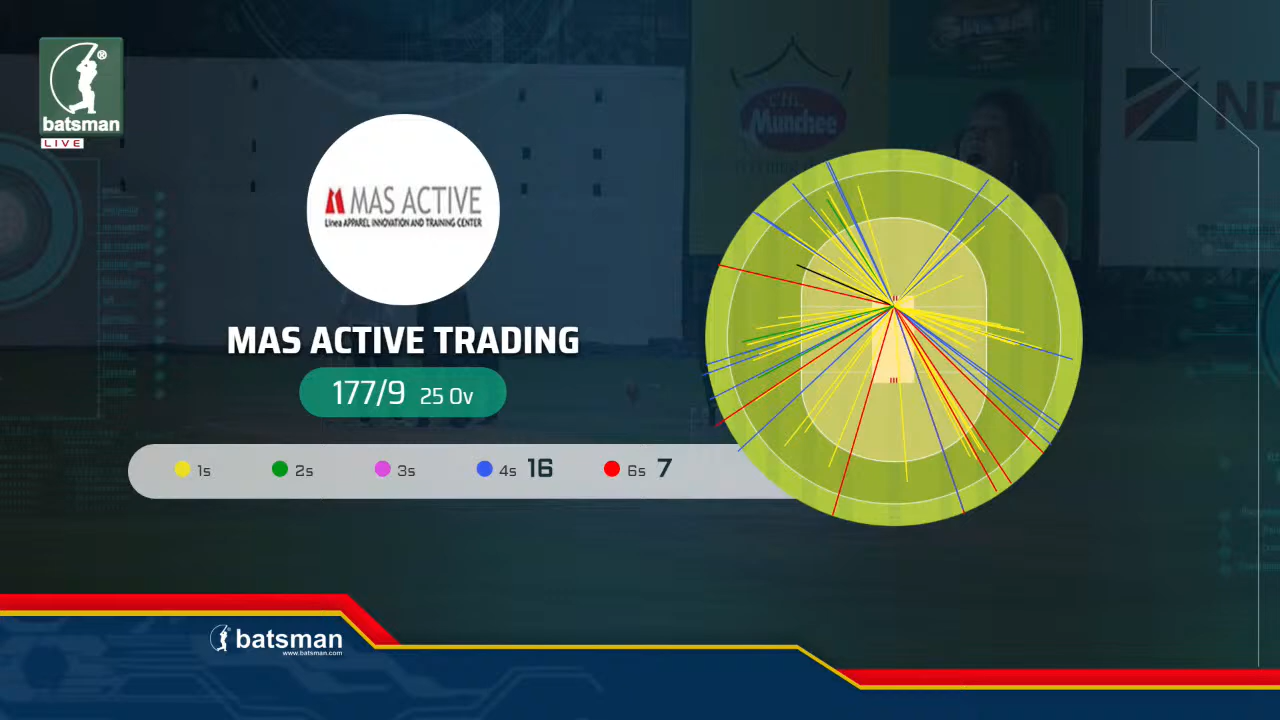 batsman
LIVE
C.B.L
Munchee
MAS ACTIVE
Linea APPAREL INNOVATION AND TRAINING CENTER
MAS ACTIVE TRADING
177/9 25 Ov
1s 2s 3s 4s 16 6s 7
batsman
www.batsman.com